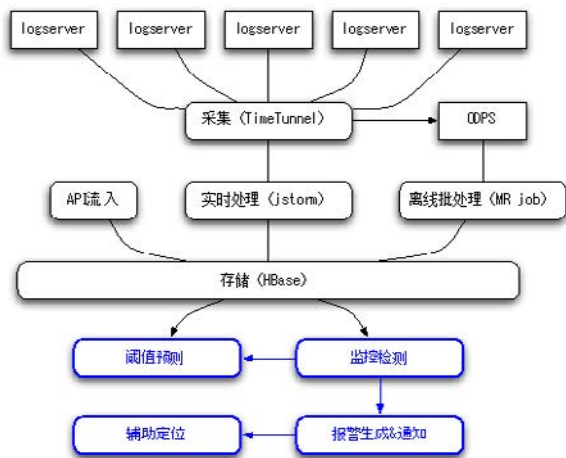 logserver
logserver
logserver
logserver
logserver
采集（TimeTunnel）
ODPS
API流入
实时处理（jstorm）
离线批处理（MR job）
存储（HBase）
阈值预测
监控检测
辅助定位
报警生成&通知